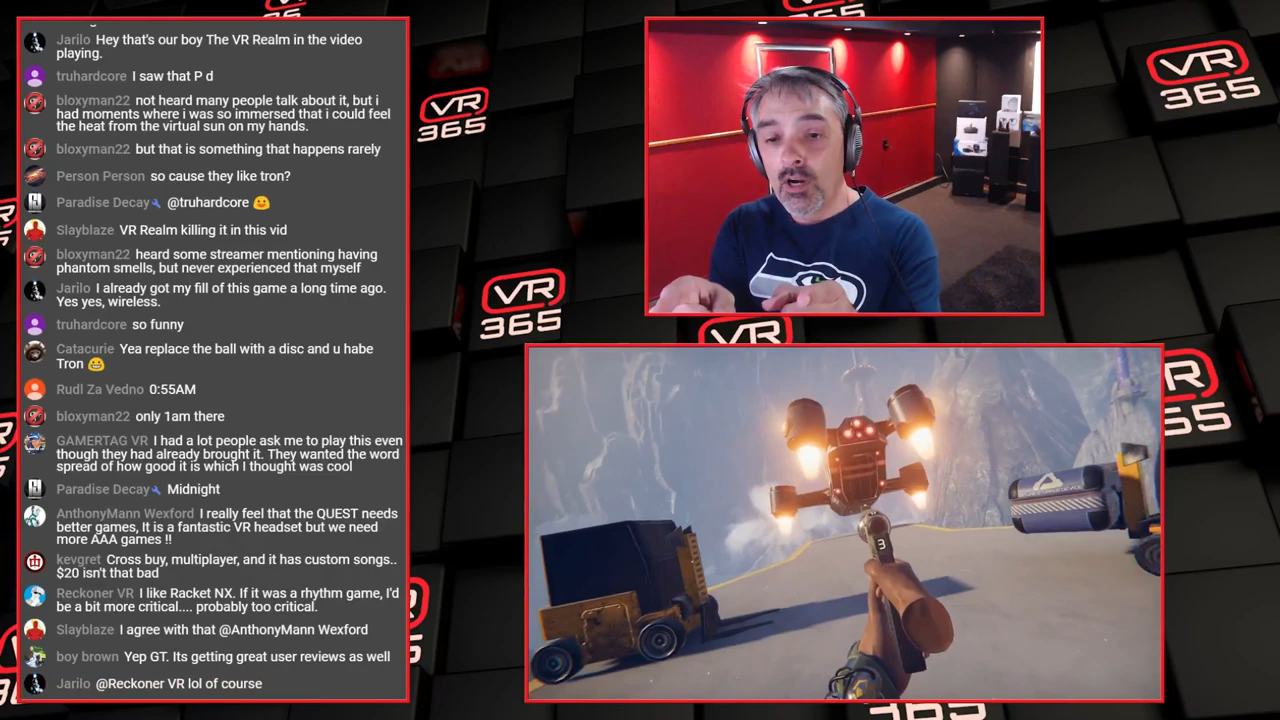 Jarilo Hey that's our boy The VR Realm in the video
playing.
truhardcore I saw that P d
bloxyman22 not heard many people talk about it, but i
had moments where i was so immersed that i could feel
the heat from the virtual sun on my hands.
bloxyman22 but that is something that happens rarely
Person Person so cause they like tron?
Paradise Decay @truhardcore 😀
Slayblaze VR Realm killing it in this vid
bloxyman22 heard some streamer mentioning having
phantom smells, but never experienced that myself
Jarilo I already got my fill of this game a long time ago.
Yes yes, wireless.
truhardcore so funny
Catacurie Yea replace the ball with a disc and u habe
Tron 😁
Rudl Za Vedno 0:55AM
bloxyman22 only 1am there
GAMERTAG VR I had a lot people ask me to play this even
though they had already brought it. They wanted the word
spread of how good it is which I thought was cool
Paradise Decay Midnight
AnthonyMann Wexford I really feel that the QUEST needs
better games, It is a fantastic VR headset but we need
more AAA games !!
kevgret Cross buy, multiplayer, and it has custom songs..
$20 isn't that bad
Reckoner VR I like Racket NX. If it was a rhythm game, I'd
be a bit more critical.... probably too critical.
Slayblaze I agree with that @AnthonyMann Wexford
boy brown Yep GT. Its getting great user reviews as well
Jarilo @Reckoner VR lol of course
VR
365
VR
365
VR
365
VR
3